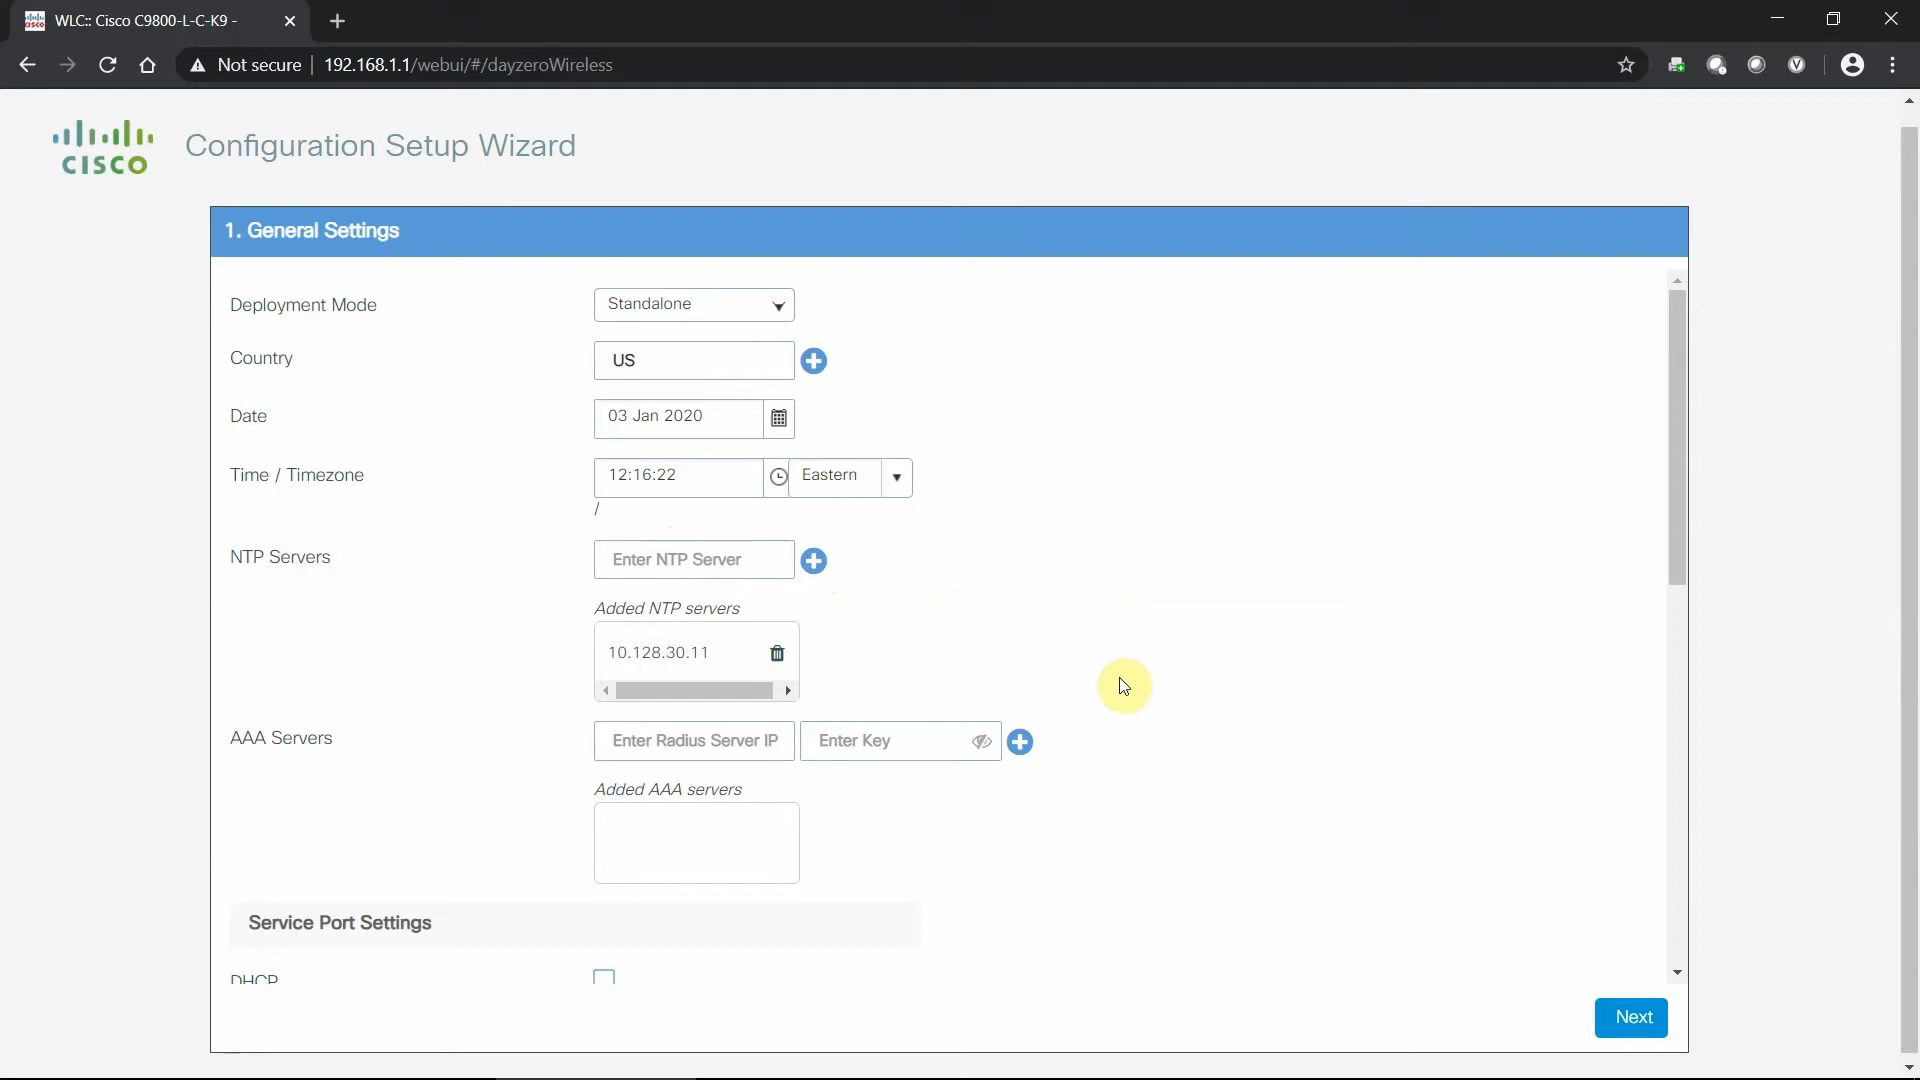 WLC:: Cisco C9800-L-C-K9 -
Not secure | 192.168.1.1/webui/#/dayzeroWireless
CISCO
Configuration Setup Wizard
1. General Settings
Deployment Mode
Standalone
Country
US
Date
03 Jan 2020
Time / Timezone
12:16:22
Eastern
/
NTP Servers
Enter NTP Server
Added NTP servers
10.128.30.11
AAA Servers
Enter Radius Server IP
Enter Key
Added AAA servers
Service Port Settings
DHCP
Next